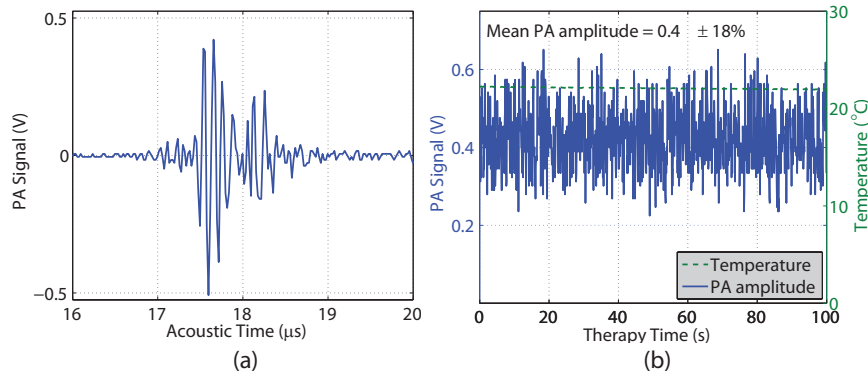 0.5
0
−0.5
PA Signal (V)
16
17
18
19
20
Acoustic Time (μs)
(a)
Mean PA amplitude = 0.4 ± 18%
0.6
0.4
0.2
PA Signal (V)
30
20
10
0
Temperature (°C)
Temperature
PA amplitude
0
20
40
60
80
100
Therapy Time (s)
(b)